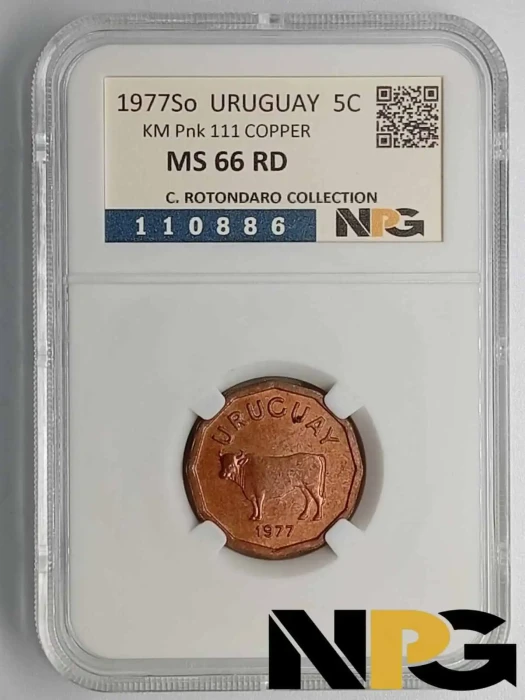 1977So URUGUAY 5C
KM Pnk 111 COPPER
MS 66 RD
C. ROTONDARO COLLECTION
110886 NPG
URUGUAY
1977
NPG